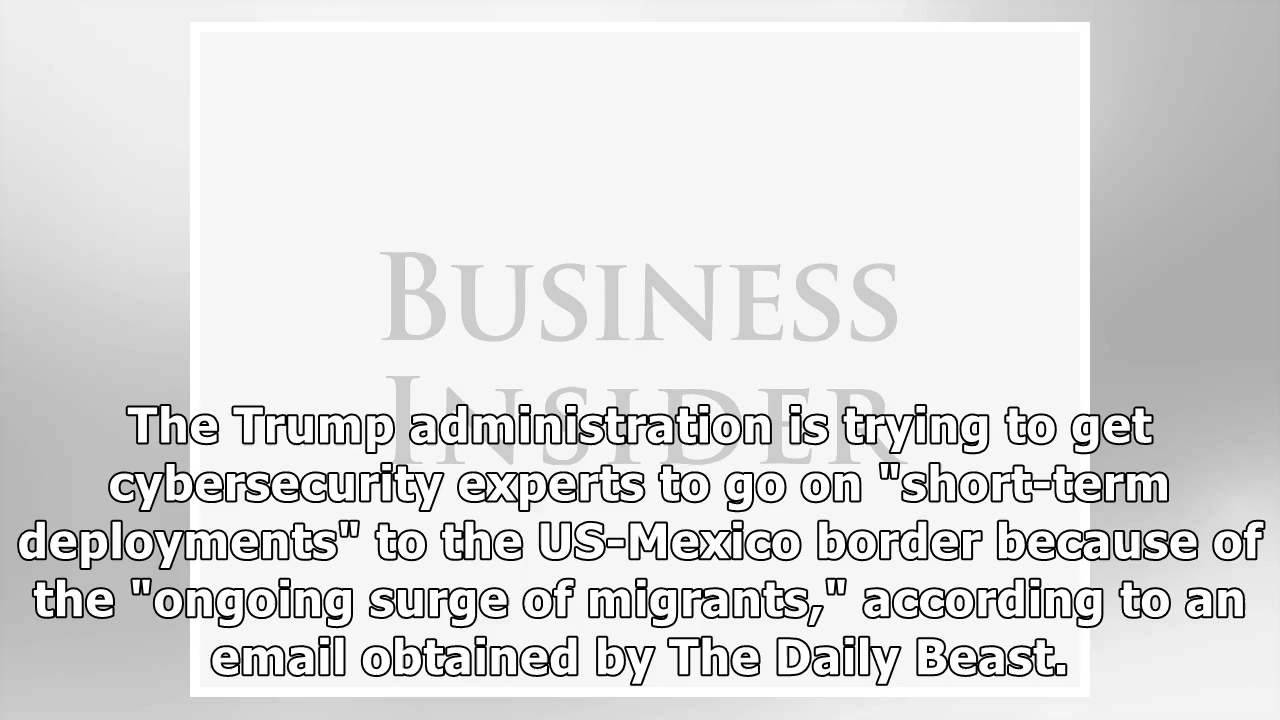 BUSINESS
INSIDER
The Trump administration is trying to get
cybersecurity experts to go on "short-term
deployments" to the US-Mexico border because of
the "ongoing surge of migrants," according to an
email obtained by The Daily Beast.